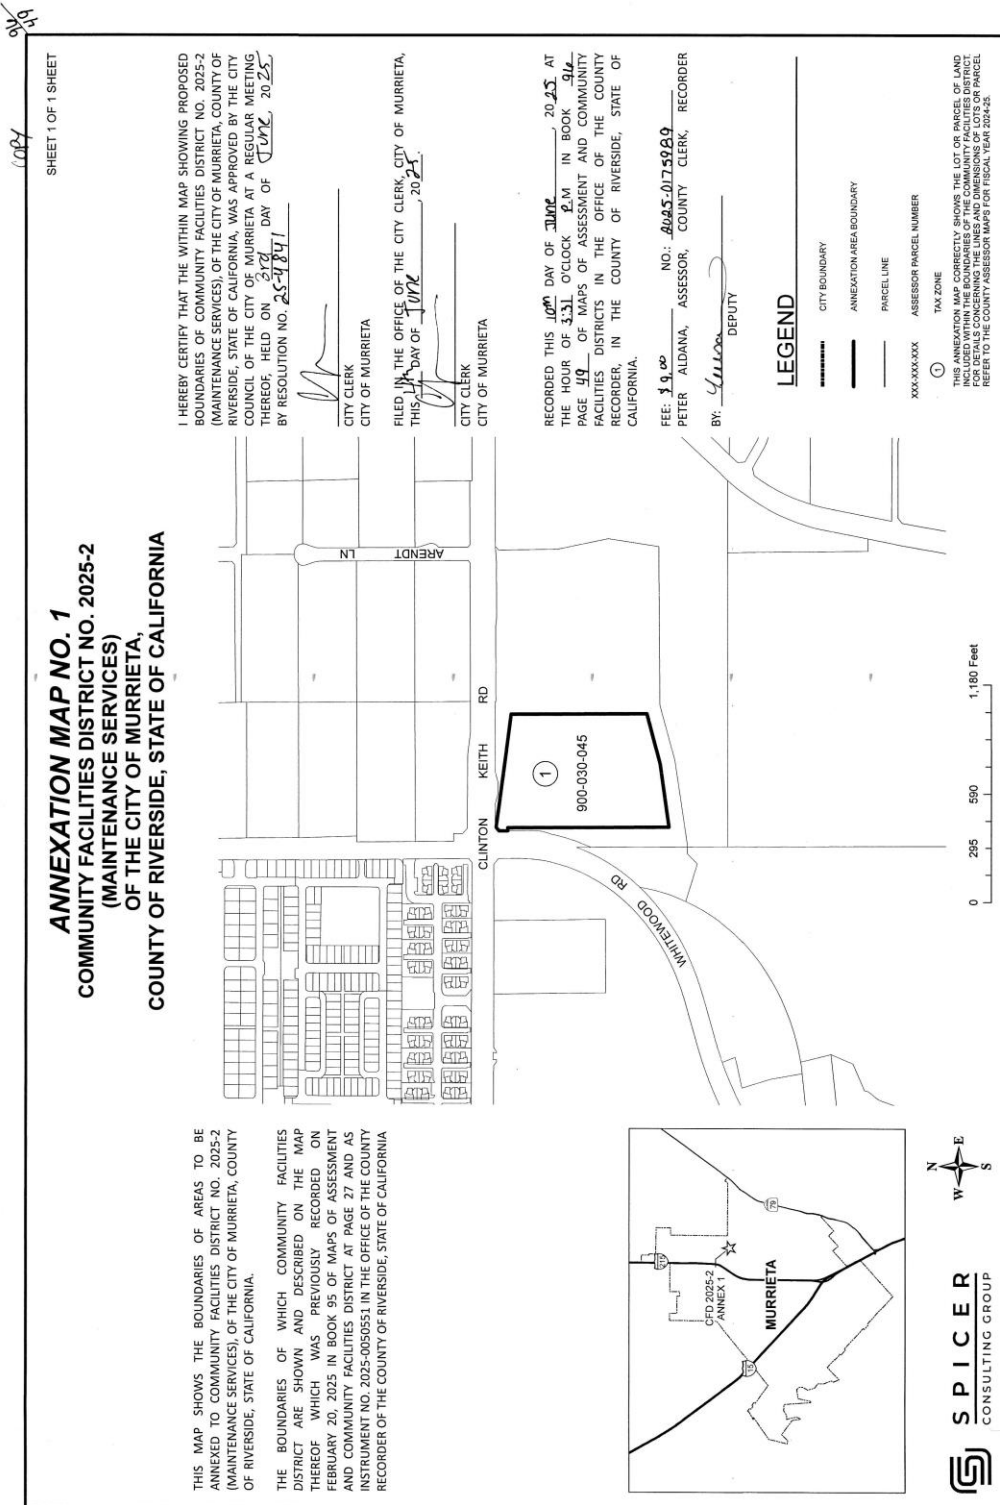 96/49
COPY
SHEET 1 OF 1 SHEET
ANNEXATION MAP NO. 1
COMMUNITY FACILITIES DISTRICT NO. 2025-2
(MAINTENANCE SERVICES)
OF THE CITY OF MURRIETA,
COUNTY OF RIVERSIDE, STATE OF CALIFORNIA
THIS MAP SHOWS THE BOUNDARIES OF AREAS TO BE
ANNEXED TO COMMUNITY FACILITIES DISTRICT NO. 2025-2
(MAINTENANCE SERVICES), OF THE CITY OF MURRIETA, COUNTY
OF RIVERSIDE, STATE OF CALIFORNIA.
THE BOUNDARIES OF WHICH COMMUNITY FACILITIES
DISTRICT ARE SHOWN AND DESCRIBED ON THE MAP
THEREOF WHICH WAS PREVIOUSLY RECORDED ON
FEBRUARY 20, 2025 IN BOOK 95 OF MAPS OF ASSESSMENT
AND COMMUNITY FACILITIES DISTRICT AT PAGE 27 AND AS
INSTRUMENT NO. 2025-0050551 IN THE OFFICE OF THE COUNTY
RECORDER OF THE COUNTY OF RIVERSIDE, STATE OF CALIFORNIA
215
CFD 2025-2
ANNEX 1
MURRIETA
15
79
SPICER
CONSULTING GROUP
N
W E
S
ARENDT LN
CLINTON KEITH RD
WHITEWOOD RD
1
900-030-045
0 295 590 1,180 Feet
I HEREBY CERTIFY THAT THE WITHIN MAP SHOWING PROPOSED
BOUNDARIES OF COMMUNITY FACILITIES DISTRICT NO. 2025-2
(MAINTENANCE SERVICES), OF THE CITY OF MURRIETA, COUNTY OF
RIVERSIDE, STATE OF CALIFORNIA, WAS APPROVED BY THE CITY
COUNCIL OF THE CITY OF MURRIETA AT A REGULAR MEETING
THEREOF, HELD ON 3rd DAY OF June, 2025,
BY RESOLUTION NO. 25-4841
CITY CLERK
CITY OF MURRIETA
FILED IN THE OFFICE OF THE CITY CLERK, CITY OF MURRIETA,
THIS 4th DAY OF June, 2025.
CITY CLERK
CITY OF MURRIETA
RECORDED THIS 10th DAY OF June, 2025 AT
THE HOUR OF 3:31 O'CLOCK P.M IN BOOK 96
PAGE 49 OF MAPS OF ASSESSMENT AND COMMUNITY
FACILITIES DISTRICTS IN THE OFFICE OF THE COUNTY
RECORDER, IN THE COUNTY OF RIVERSIDE, STATE OF
CALIFORNIA.
FEE: $9.00 NO.: 2025-0175989
PETER ALDANA, ASSESSOR, COUNTY CLERK, RECORDER
BY:
DEPUTY
LEGEND
CITY BOUNDARY
ANNEXATION AREA BOUNDARY
PARCEL LINE
XXX-XXX-XXX ASSESSOR PARCEL NUMBER
1 TAX ZONE
THIS ANNEXATION MAP CORRECTLY SHOWS THE LOT OR PARCEL OF LAND
INCLUDED WITHIN THE BOUNDARIES OF THE COMMUNITY FACILITIES DISTRICT.
FOR DETAILS CONCERNING THE LINES AND DIMENSIONS OF LOTS OR PARCEL
REFER TO THE COUNTY ASSESSOR MAPS FOR FISCAL YEAR 2024-25.